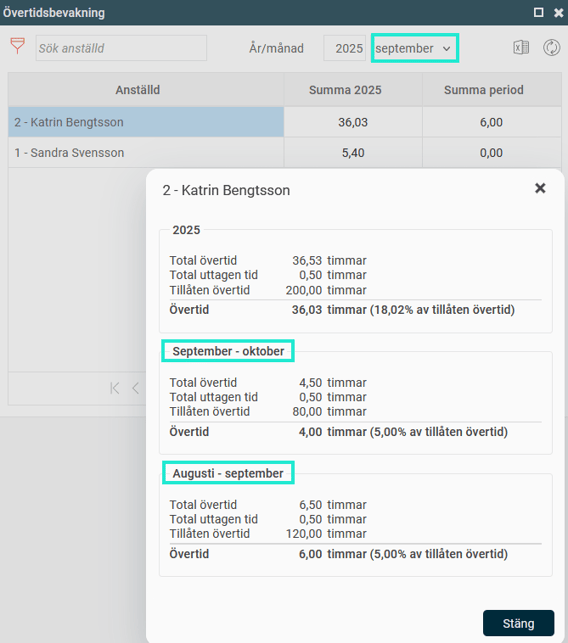 Övertidsbevakning
Sök anställd
År/månad
2025
september
Anställd Summa 2025 Summa period
2 - Katrin Bengtsson 36,03 6,00
1 - Sandra Svensson 5,40 0,00
2 - Katrin Bengtsson
2025
Total övertid 36,53 timmar
Total uttagen tid 0,50 timmar
Tillåten övertid 200,00 timmar
Övertid 36,03 timmar (18,02% av tillåten övertid)
September - oktober
Total övertid 4,50 timmar
Total uttagen tid 0,50 timmar
Tillåten övertid 80,00 timmar
Övertid 4,00 timmar (5,00% av tillåten övertid)
Augusti - september
Total övertid 6,50 timmar
Total uttagen tid 0,50 timmar
Tillåten övertid 120,00 timmar
Övertid 6,00 timmar (5,00% av tillåten övertid)
Stäng